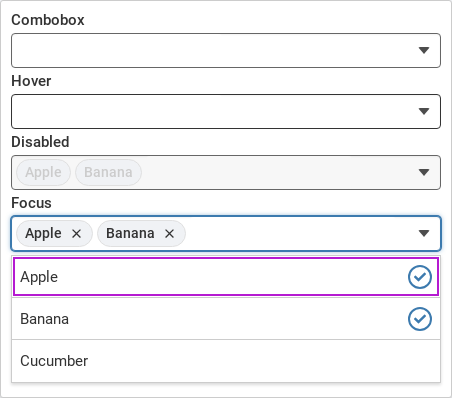 Combobox
Hover
Disabled
Apple Banana
Focus
Apple Banana
Apple
Banana
Cucumber